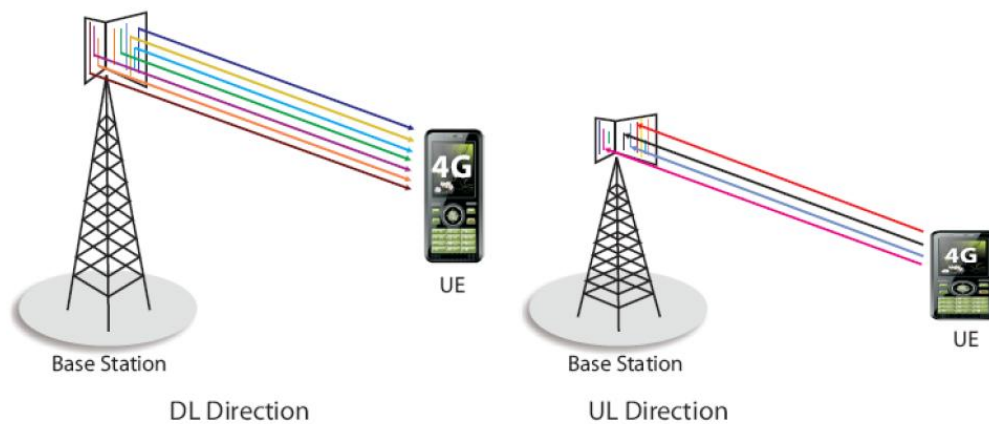 4G
UE
Base Station
DL Direction
4G
UE
Base Station
UL Direction